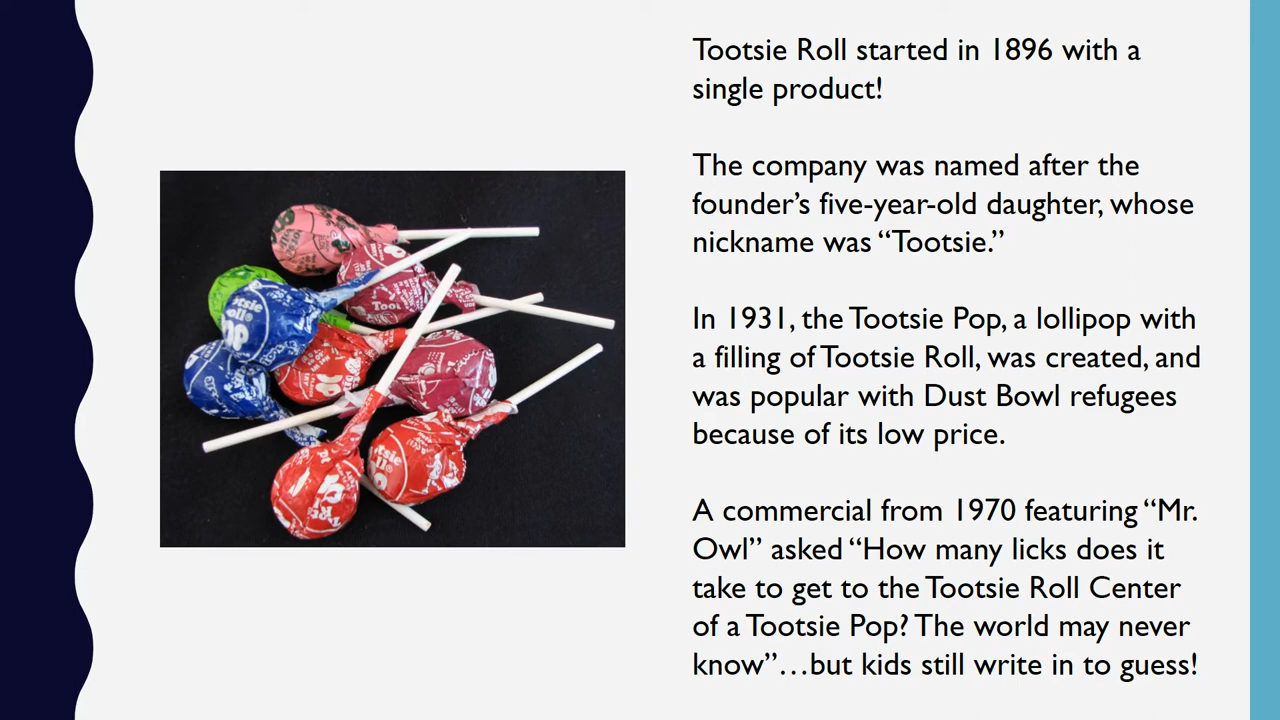 Tootsie Roll started in 1896 with a
single product!
The company was named after the
founder’s five-year-old daughter, whose
nickname was “Tootsie.”
In 1931, the Tootsie Pop, a lollipop with
a filling of Tootsie Roll, was created, and
was popular with Dust Bowl refugees
because of its low price.
A commercial from 1970 featuring “Mr.
Owl” asked “How many licks does it
take to get to the Tootsie Roll Center
of a Tootsie Pop? The world may never
know”…but kids still write in to guess!